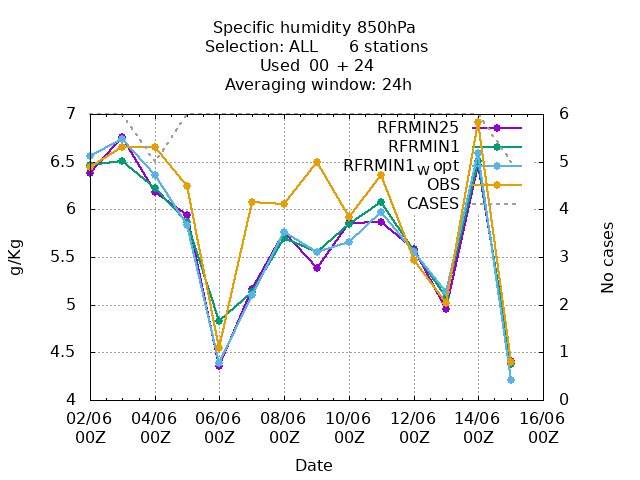 Specific humidity 850hPa
Selection: ALL      6 stations
Used  00  + 24
Averaging window: 24h
RFRMIN25
RFRMIN1
RFRMIN1w opt
OBS
CASES
7
6.5
6
5.5
5
4.5
4
6
5
4
3
2
1
0
g/Kg
No cases
02/06 04/06 06/06 08/06 10/06 12/06 14/06 16/06
00Z 00Z 00Z 00Z 00Z 00Z 00Z 00Z
Date